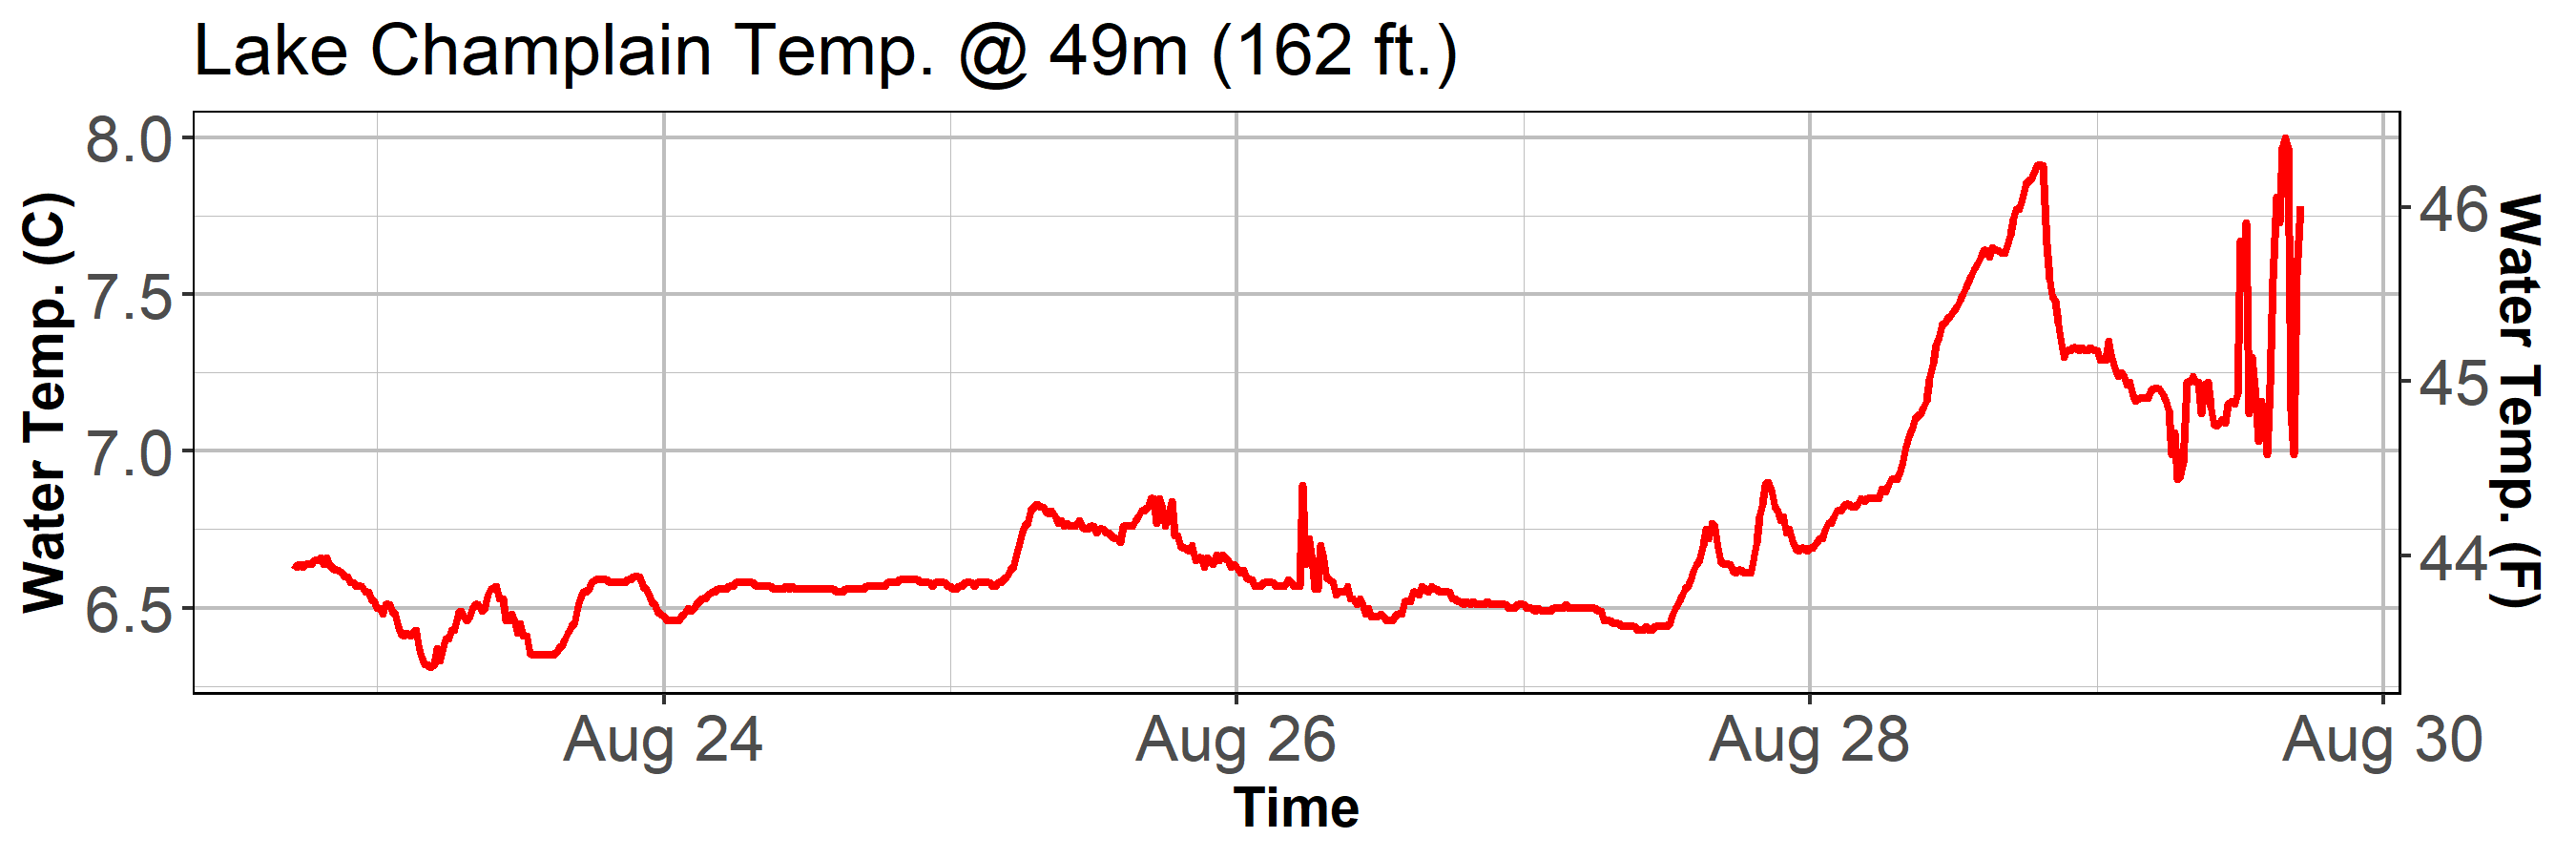 Lake Champlain Temp. @ 49m (162 ft.)
Water Temp. (C)
8.0
7.5
7.0
6.5
46
45
44
Water Temp. (F)
Aug 24
Aug 26
Aug 28
Aug 30
Time